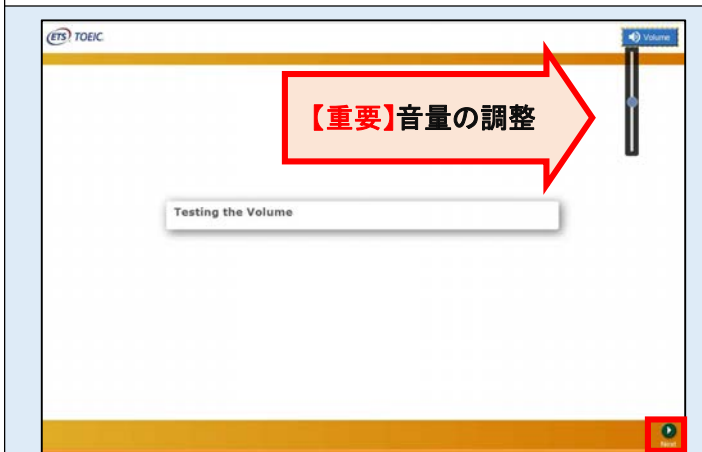 ETS TOEIC
Volume
【重要】音量の調整
Testing the Volume
Next